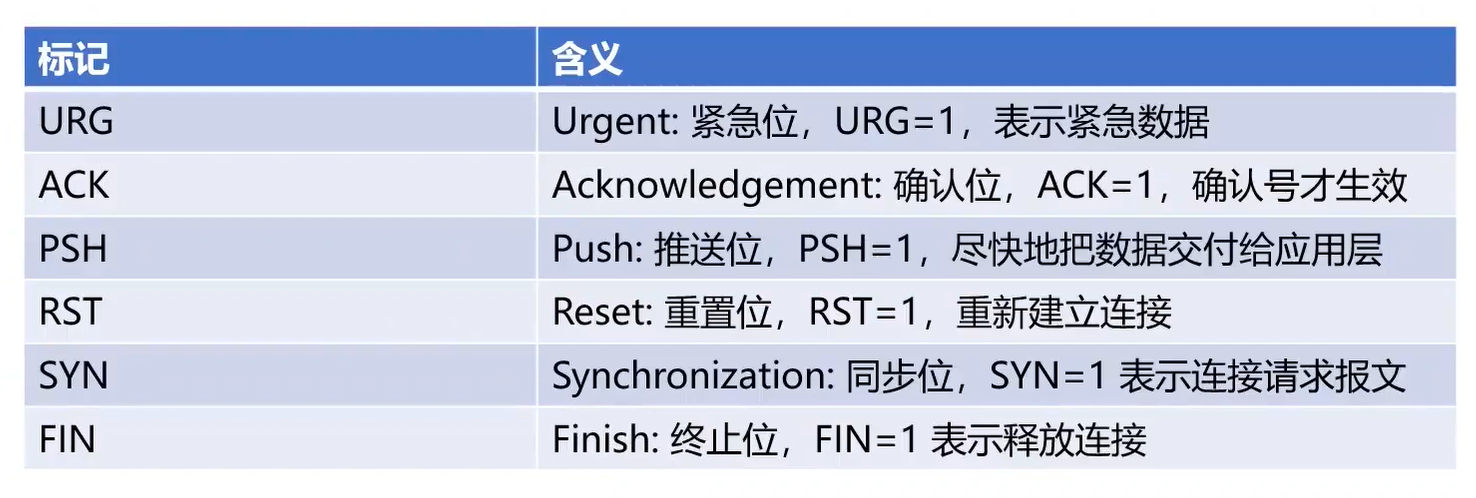 标记 含义
URG Urgent: 紧急位，URG=1，表示紧急数据
ACK Acknowledgement: 确认位，ACK=1，确认号才生效
PSH Push: 推送位，PSH=1，尽快地把数据交付给应用层
RST Reset: 重置位，RST=1，重新建立连接
SYN Synchronization: 同步位，SYN=1 表示连接请求报文
FIN Finish: 终止位，FIN=1 表示释放连接